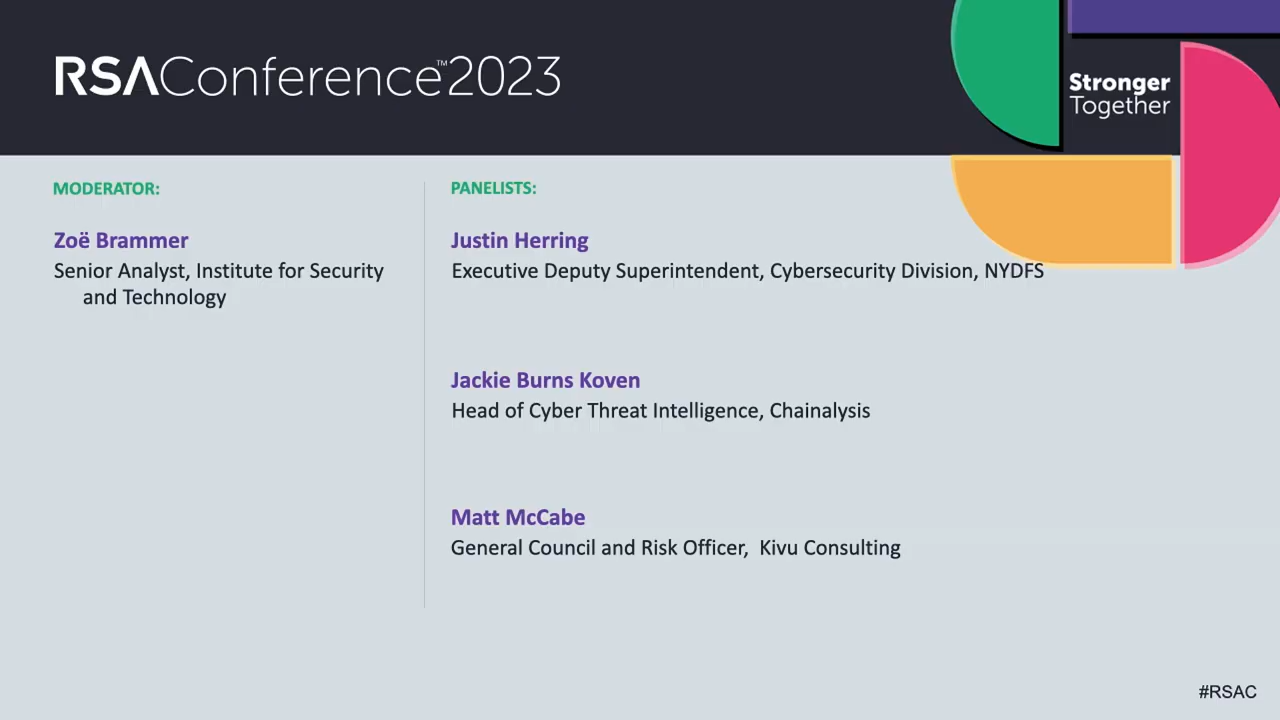 RSAConference™2023
Stronger
Together
MODERATOR:
Zoë Brammer
Senior Analyst, Institute for Security
and Technology
PANELISTS:
Justin Herring
Executive Deputy Superintendent, Cybersecurity Division, NYDFS
Jackie Burns Koven
Head of Cyber Threat Intelligence, Chainalysis
Matt McCabe
General Council and Risk Officer, Kivu Consulting
#RSAC